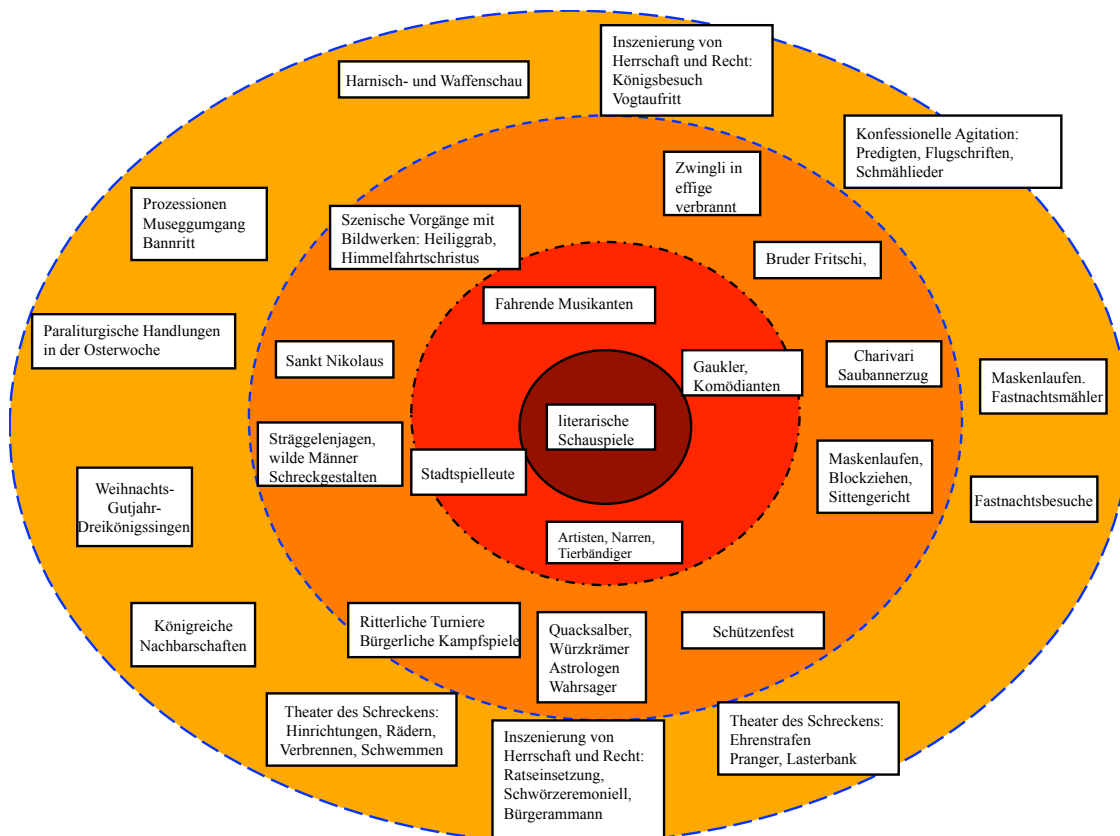 Inszenierung von
Herrschaft und Recht:
Königsbesuch
Vogtaufritt
Harnisch- und Waffenschau
Konfessionelle Agitation:
Predigten, Flugschriften,
Schmählieder
Zwingli in
effige
verbrannt
Prozessionen
Museggumgang
Bannritt
Szenische Vorgänge mit
Bildwerken: Heiliggrab,
Himmelfahrtschristus
Bruder Fritschi,
Fahrende Musikanten
Paraliturgische Handlungen
in der Osterwoche
Sankt Nikolaus
Gaukler,
Komödianten
Charivari
Saubannerzug
Maskenlaufen.
Fastnachtsmähler
literarische
Schauspiele
Sträggelenjagen,
wilde Männer
Schreckgestalten
Stadtspielleute
Maskenlaufen,
Blockziehen,
Sittengericht
Weihnachts-
Gutjahr-
Dreikönigssingen
Fastnachtsbesuche
Artisten, Narren,
Tierbändiger
Königreiche
Nachbarschaften
Ritterliche Turniere
Bürgerliche Kampfspiele
Quacksalber,
Würzkrämer
Astrologen
Wahrsager
Schützenfest
Theater des Schreckens:
Hinrichtungen, Rädern,
Verbrennen, Schwemmen
Inszenierung von
Herrschaft und Recht:
Ratseinsetzung,
Schwörzeremoniell,
Bürgerammann
Theater des Schreckens:
Ehrenstrafen
Pranger, Lasterbank